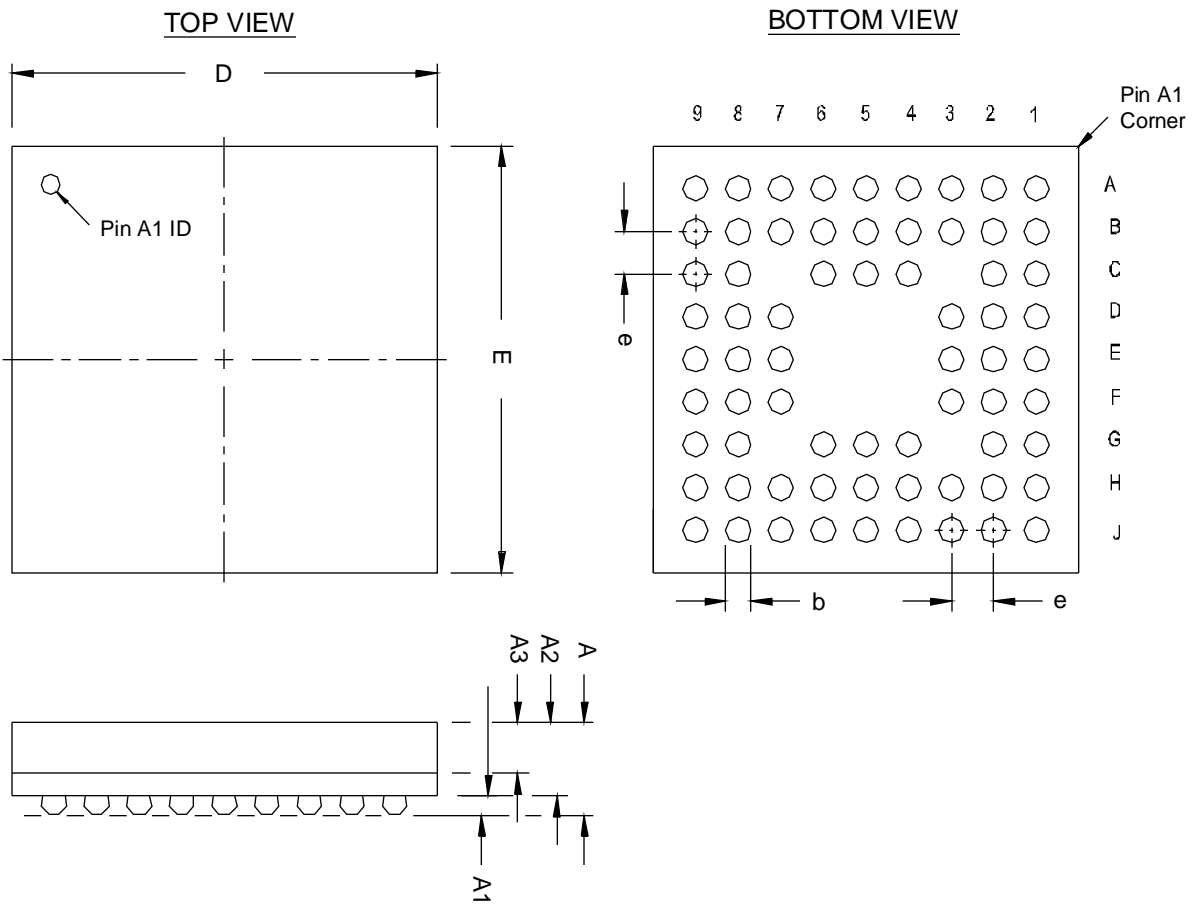 TOP VIEW
D
Pin A1 ID
E
BOTTOM VIEW
Pin A1
Corner
9 8 7 6 5 4 3 2 1
A
B
C
D
E
F
G
H
J
e
b
e
A3
A2
A
A1